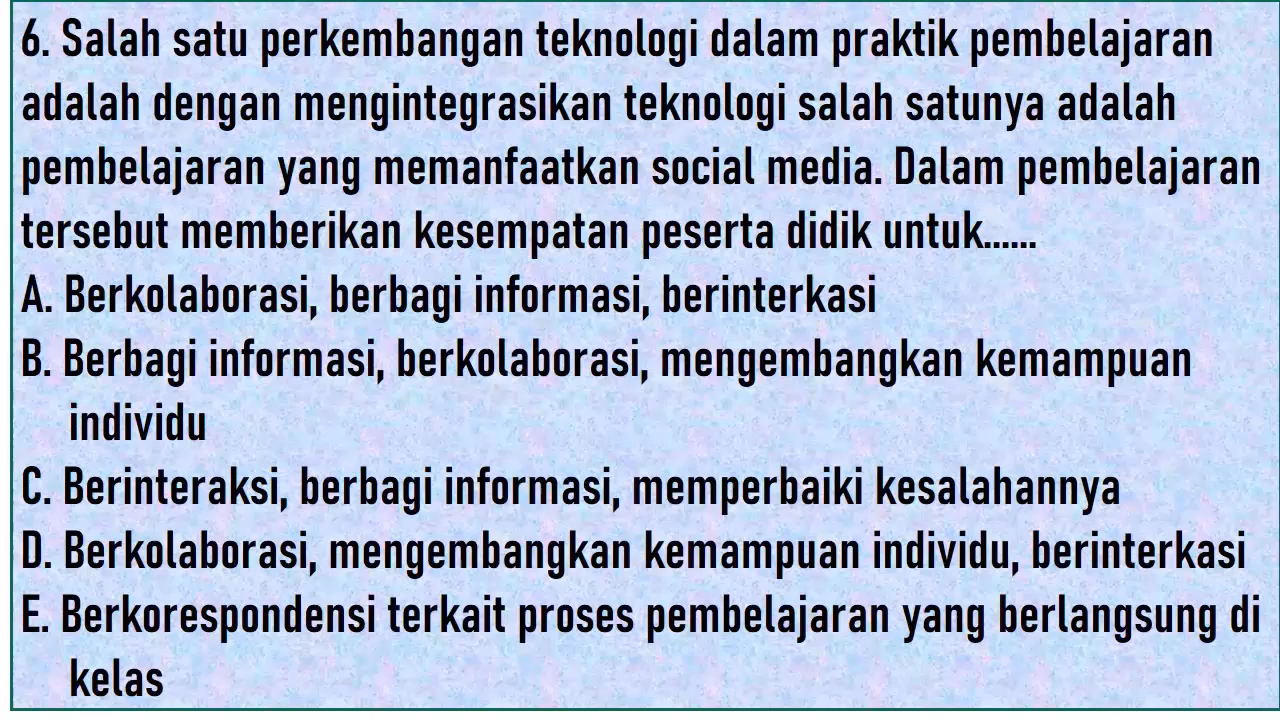 6. Salah satu perkembangan teknologi dalam praktik pembelajaran
adalah dengan mengintegrasikan teknologi salah satunya adalah
pembelajaran yang memanfaatkan social media. Dalam pembelajaran
tersebut memberikan kesempatan peserta didik untuk......
A. Berkolaborasi, berbagi informasi, berinterkasi
B. Berbagi informasi, berkolaborasi, mengembangkan kemampuan
individu
C. Berinteraksi, berbagi informasi, memperbaiki kesalahannya
D. Berkolaborasi, mengembangkan kemampuan individu, berinterkasi
E. Berkorespondensi terkait proses pembelajaran yang berlangsung di
kelas